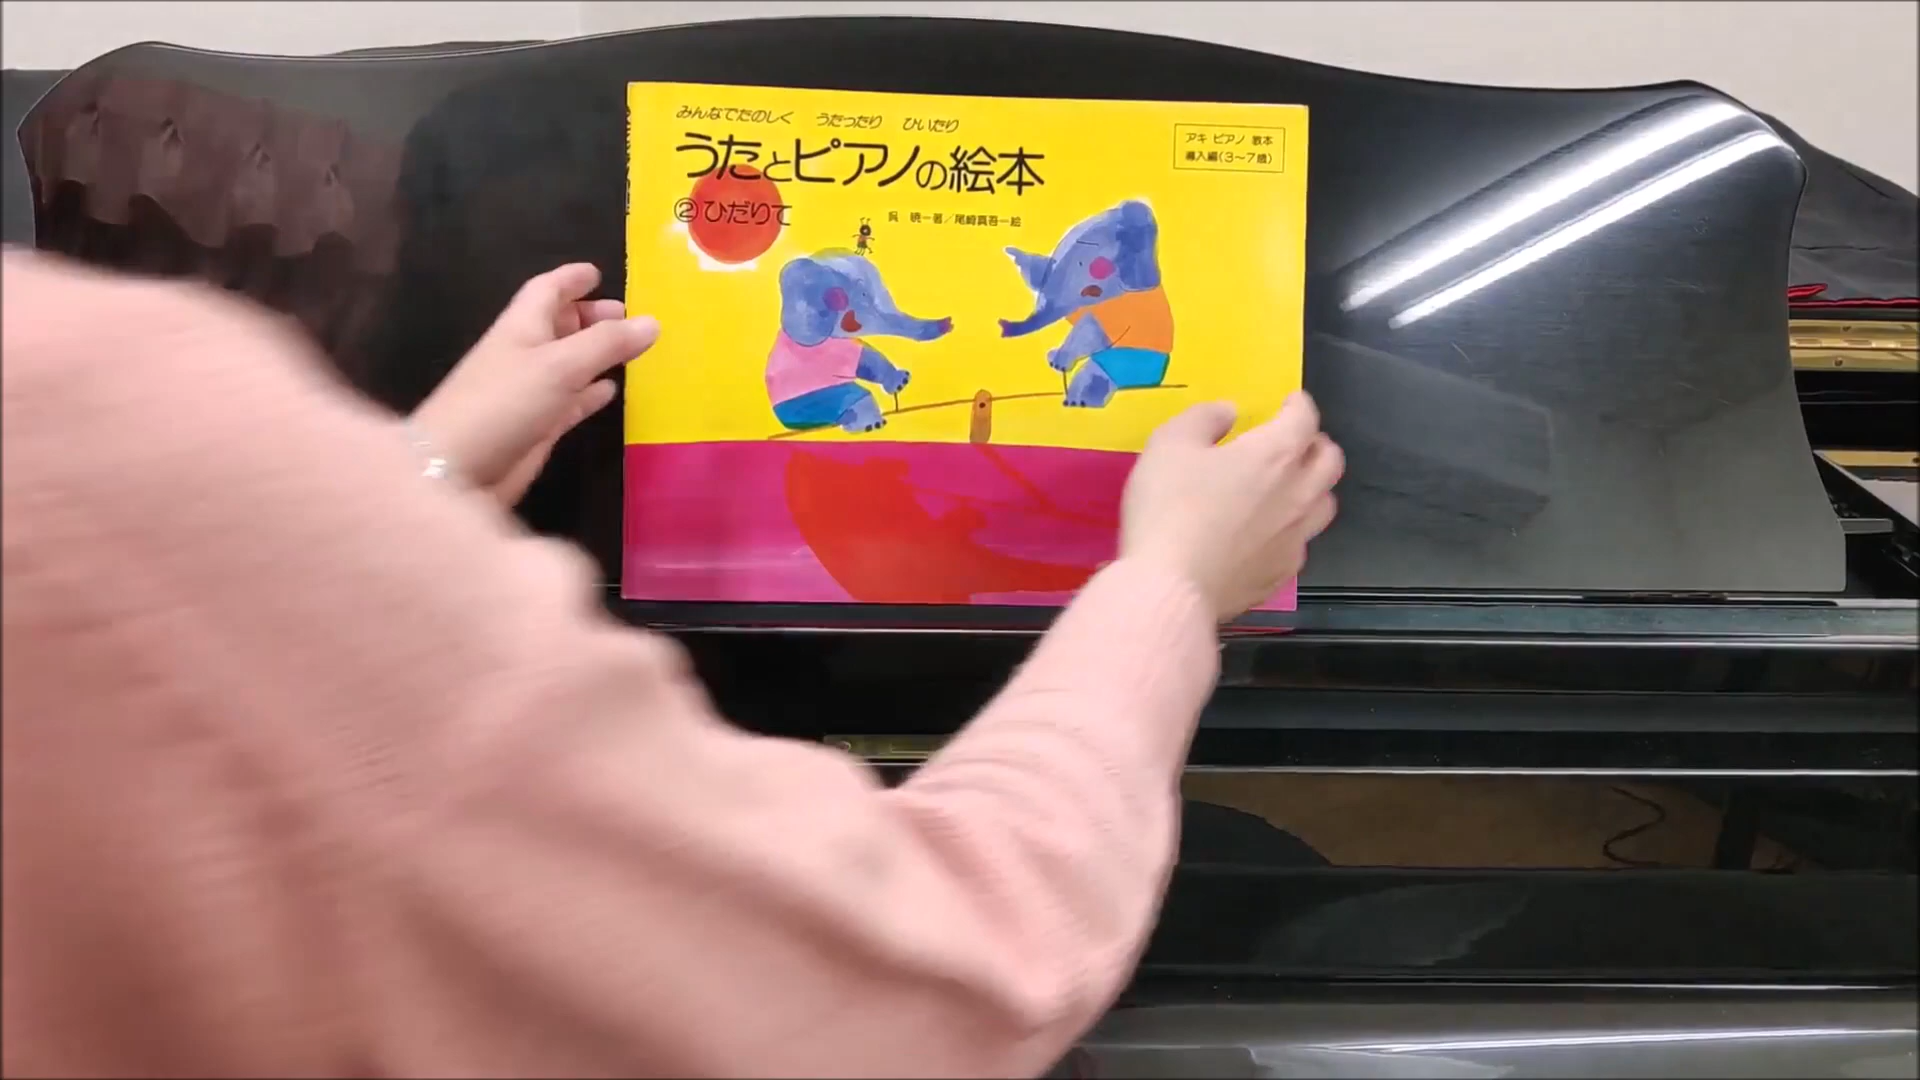 みんなでたのしく　うたったり　ひいたり
うたとピアノの絵本
②ひだりて
呉　暁一著／尾崎真吾一絵
アキ ピアノ 教本
導入編(3〜7歳)